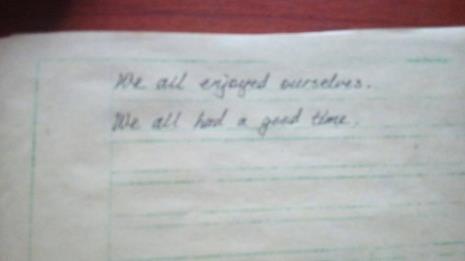 We all enjoyed ourselves.
We all had a good time.